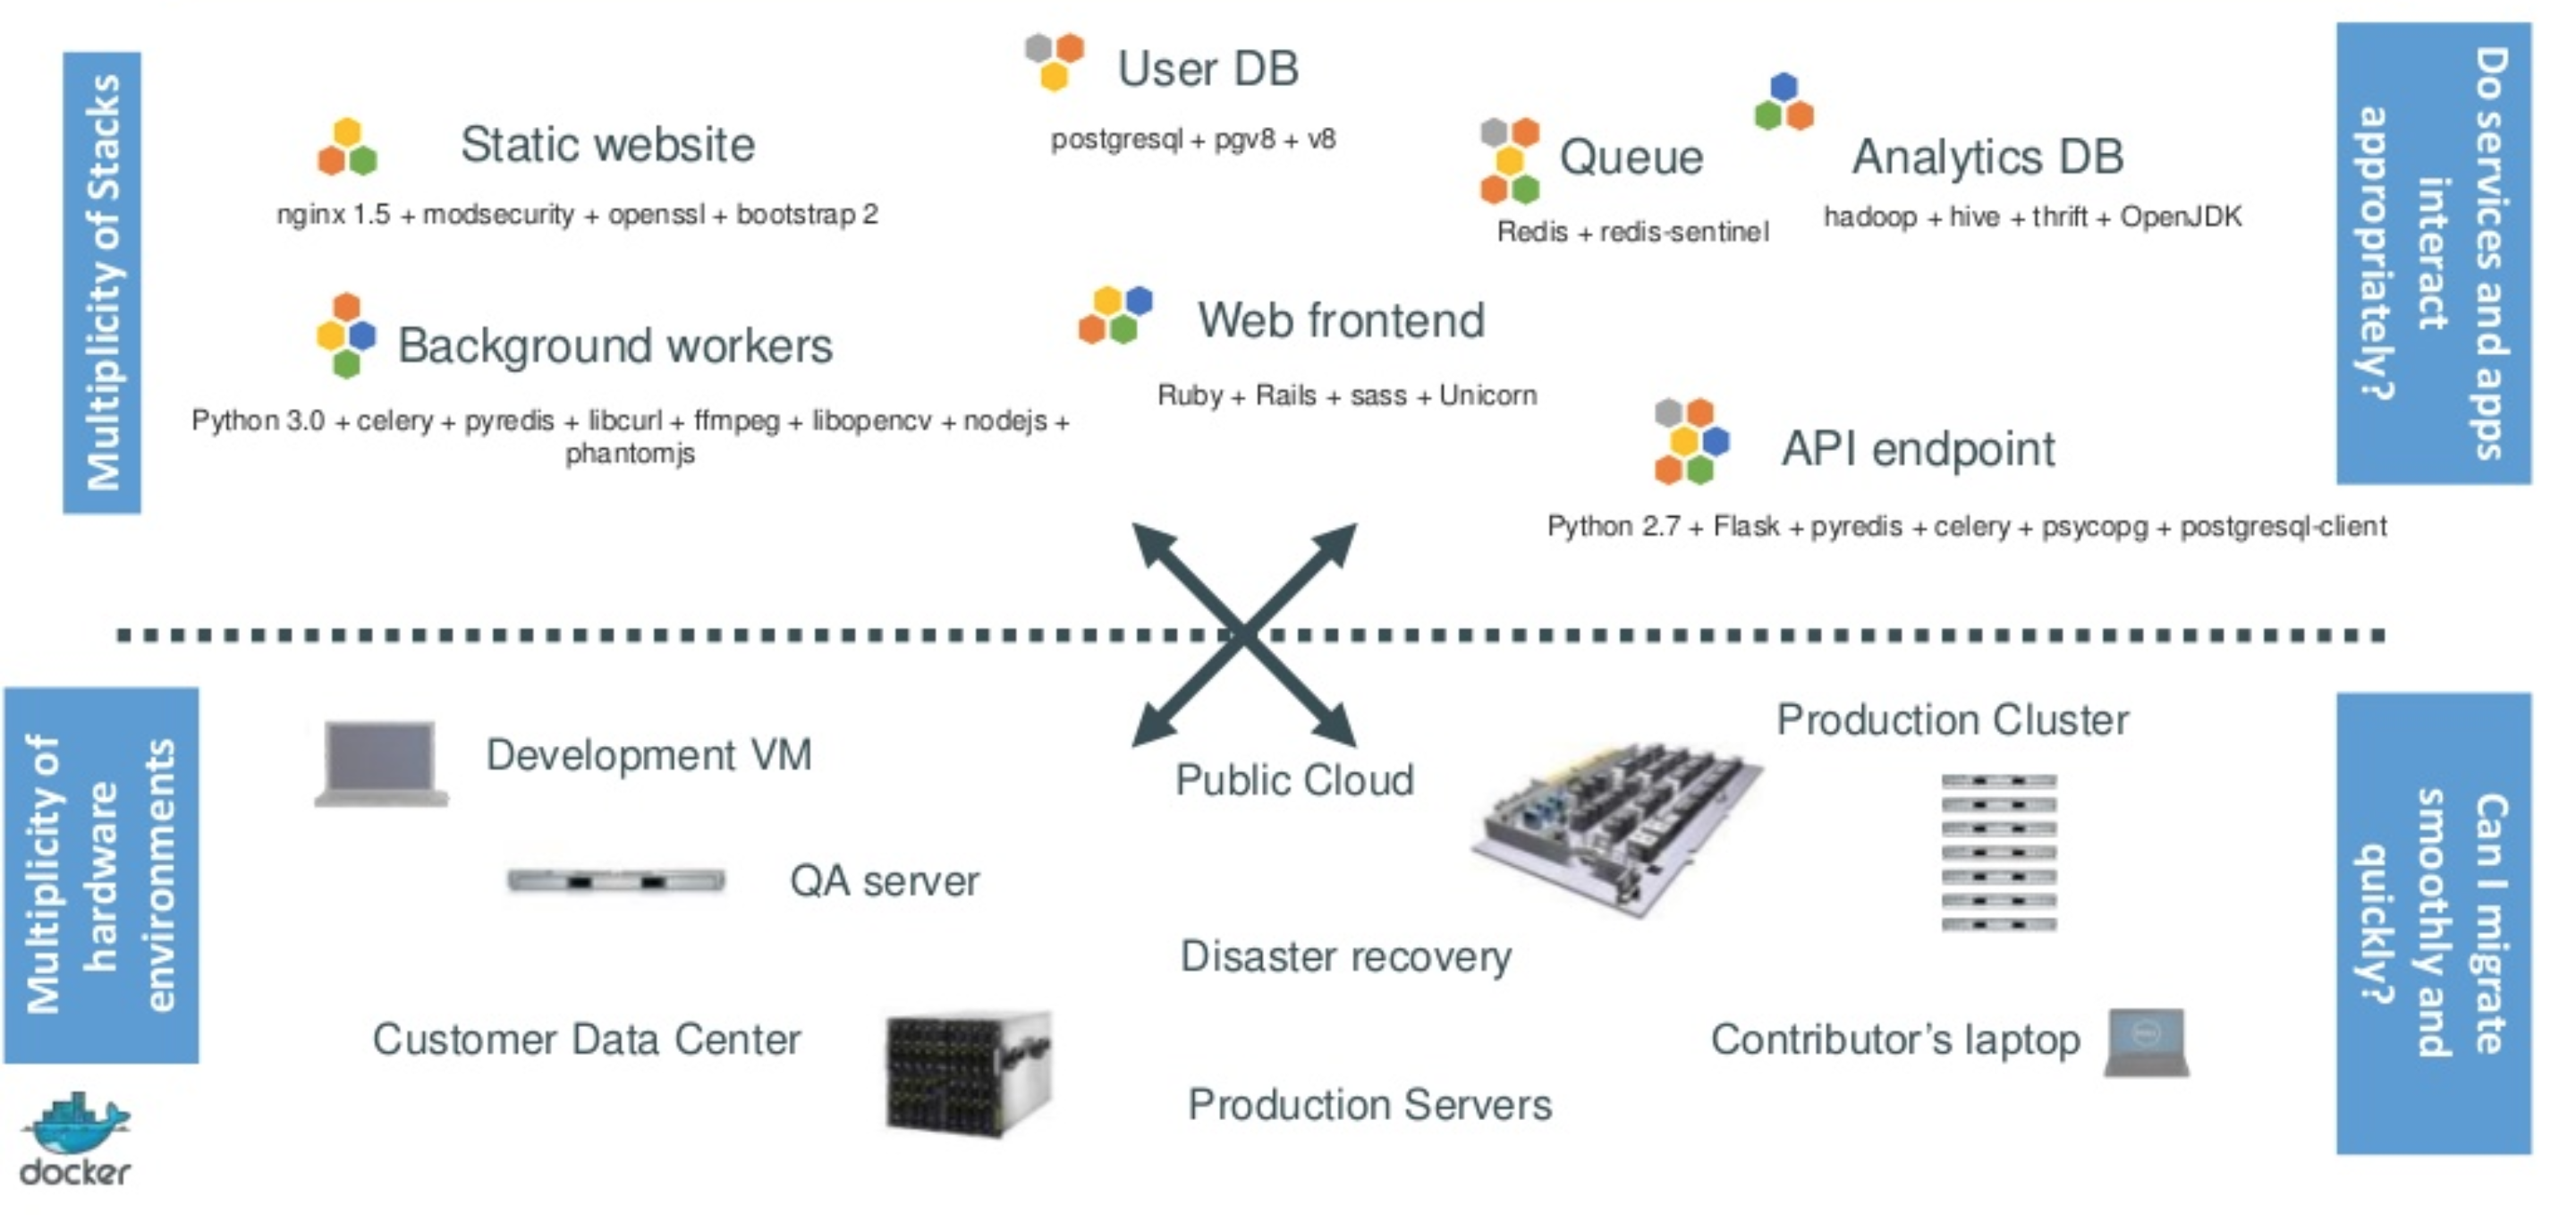 Multiplicity of Stacks
Static website
nginx 1.5 + modsecurity + openssl + bootstrap 2
User DB
postgresql + pgv8 + v8
Queue
Redis + redis-sentinel
Analytics DB
hadoop + hive + thrift + OpenJDK
Background workers
Python 3.0 + celery + pyredis + libcurl + ffmpeg + libopencv + nodejs +
phantomjs
Web frontend
Ruby + Rails + sass + Unicorn
API endpoint
Python 2.7 + Flask + pyredis + celery + psycopg + postgresql-client
Do services and apps
interact
appropriately?
Multiplicity of
hardware
environments
Development VM
QA server
Customer Data Center
Public Cloud
Disaster recovery
Production Servers
Production Cluster
Contributor’s laptop
Can I migrate
smoothly and
quickly?
docker